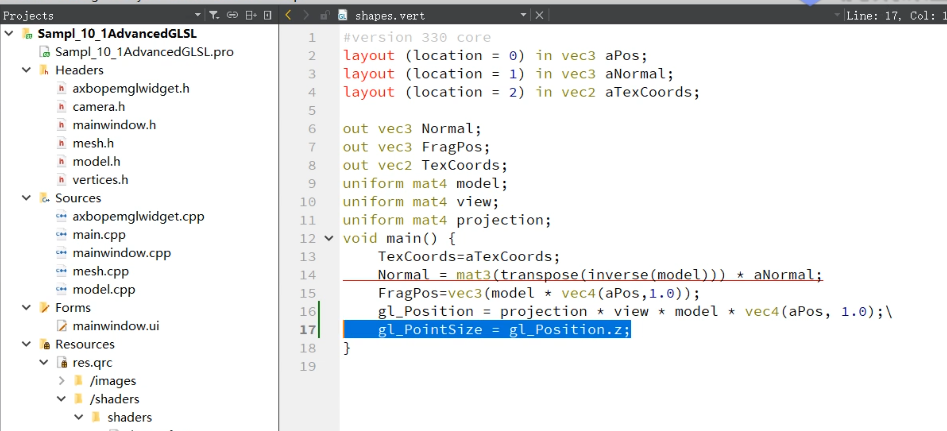 Projects
shapes.vert
Line: 17, Col: 1
Sampl_10_1AdvancedGLSL
Sampl_10_1AdvancedGLSL.pro
Headers
axbopemglwidget.h
camera.h
mainwindow.h
mesh.h
model.h
vertices.h
Sources
axbopemglwidget.cpp
main.cpp
mainwindow.cpp
mesh.cpp
model.cpp
Forms
mainwindow.ui
Resources
res.qrc
/images
/shaders
shaders
1 #version 330 core
2 layout (location = 0) in vec3 aPos;
3 layout (location = 1) in vec3 aNormal;
4 layout (location = 2) in vec2 aTexCoords;
5
6 out vec3 Normal;
7 out vec3 FragPos;
8 out vec2 TexCoords;
9 uniform mat4 model;
10 uniform mat4 view;
11 uniform mat4 projection;
12 void main() {
13 TexCoords=aTexCoords;
14 Normal = mat3(transpose(inverse(model))) * aNormal;
15 FragPos=vec3(model * vec4(aPos,1.0));
16 gl_Position = projection * view * model * vec4(aPos, 1.0);\
17 gl_PointSize = gl_Position.z;
18 }
19